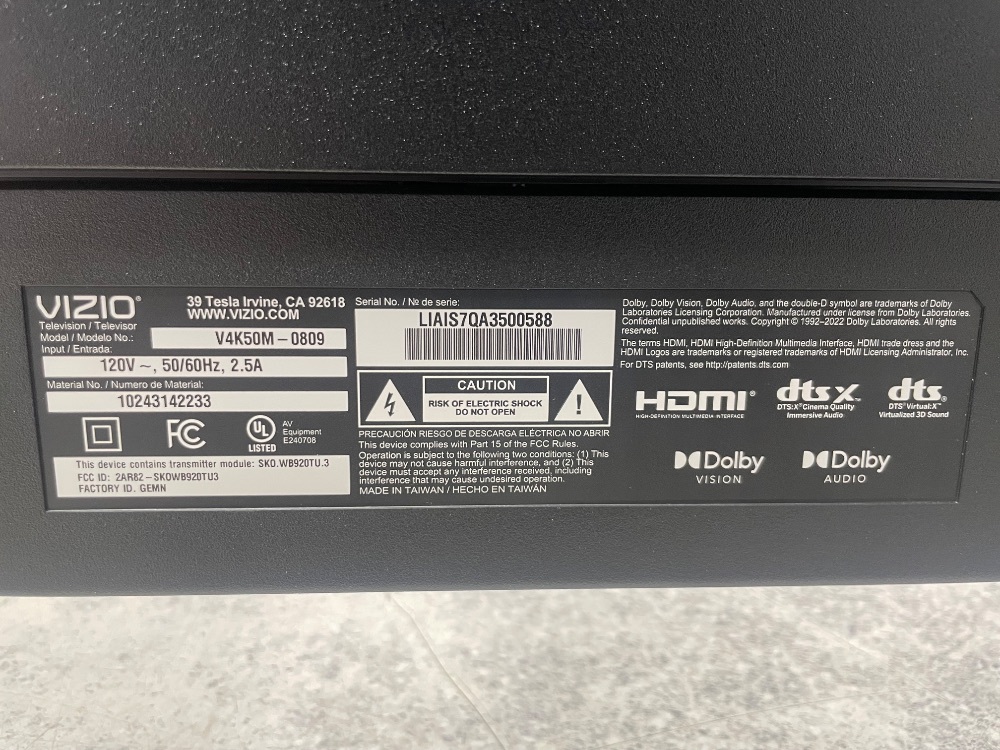 VIZIO®
39 Tesla Irvine, CA 92618
WWW.VIZIO.COM
Television / Televisor
Model / Modelo No.:
V4K50M-0809
Input / Entrada:
120V ~, 50/60Hz, 2.5A
Material No. / Numero de Material:
10243142233
FC
UL
LISTED
AV
Equipment
E240708
This device contains transmitter module: SKO.WB920TU.3
FCC ID: 2AR82-SKOWB920TU3
FACTORY ID. GEMN
Serial No. / № de serie:
LIAIS7QA3500588
CAUTION
RISK OF ELECTRIC SHOCK
DO NOT OPEN
PRECAUCIÓN RIESGO DE DESCARGA ELÉCTRICA NO ABRIR
This device complies with Part 15 of the FCC Rules.
Operation is subject to the following two conditions: (1) This
device may not cause harmful interference, and (2) This
device must accept any interference received, including
interference that may cause undesired operation.
MADE IN TAIWAN / HECHO EN TAIWÁN
Dolby, Dolby Vision, Dolby Audio, and the double-D symbol are trademarks of Dolby
Laboratories Licensing Corporation. Manufactured under license from Dolby Laboratories.
Confidential unpublished works. Copyright © 1992-2022 Dolby Laboratories. All rights
reserved.
The terms HDMI, HDMI High-Definition Multimedia Interface, HDMI trade dress and the
HDMI Logos are trademarks or registered trademarks of HDMI Licensing Administrator, Inc.
For DTS patents, see http://patents.dts.com
HDMI®
HIGH-DEFINITION MULTIMEDIA INTERFACE
dts X™
DTS:X® Cinema Quality
Immersive Audio
dts®
DTS® Virtual:X™
Virtualized 3D Sound
Dolby
VISION
Dolby
AUDIO